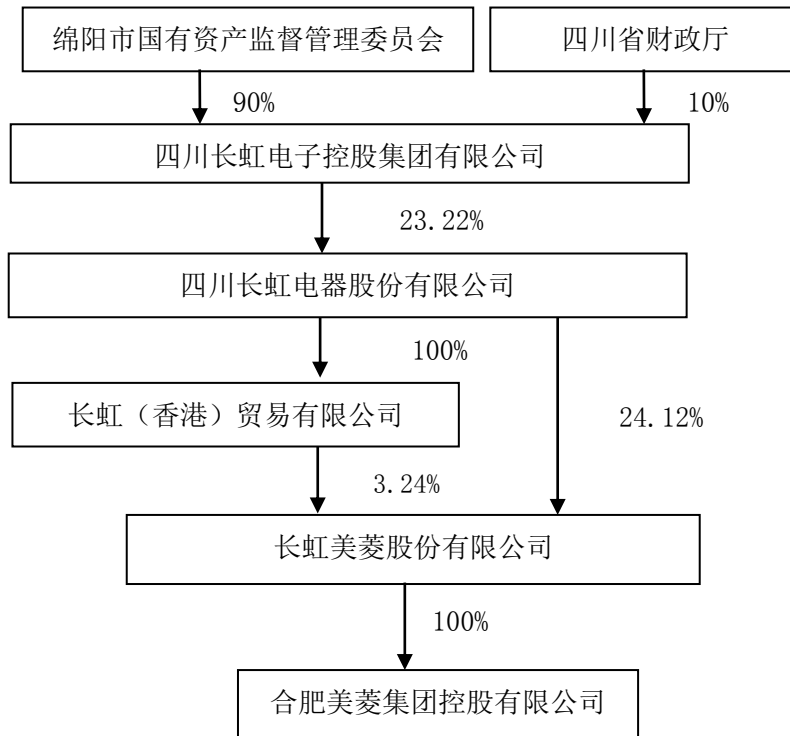 绵阳市国有资产监督管理委员会
四川省财政厅
90%
10%
四川长虹电子控股集团有限公司
23.22%
四川长虹电器股份有限公司
100%
长虹（香港）贸易有限公司
24.12%
3.24%
长虹美菱股份有限公司
100%
合肥美菱集团控股有限公司